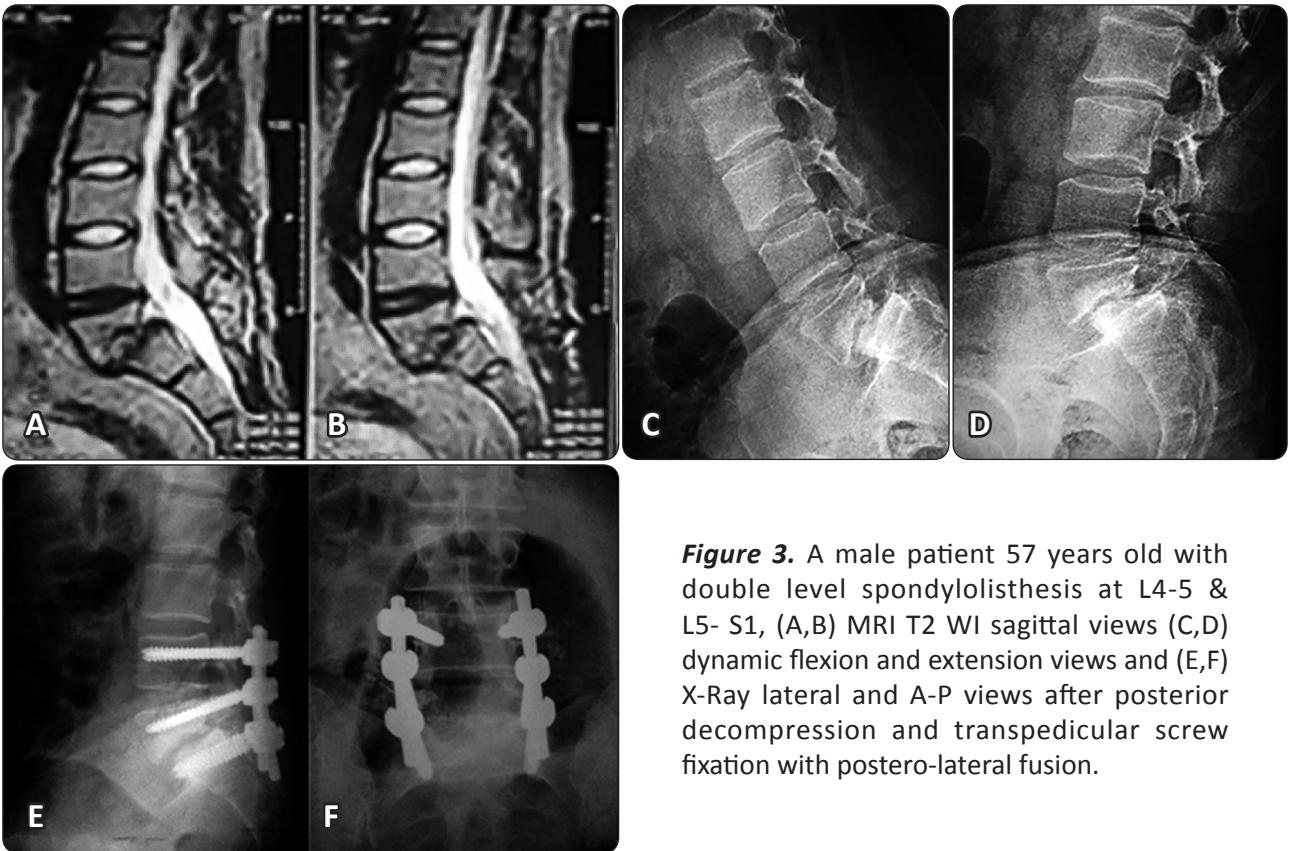 A
B
C
D
E
F
Figure 3. A male patient 57 years old with
double level spondylolisthesis at L4-5 &
L5- S1, (A,B) MRI T2 WI sagittal views (C,D)
dynamic flexion and extension views and (E,F)
X-Ray lateral and A-P views after posterior
decompression and transpedicular screw
fixation with postero-lateral fusion.